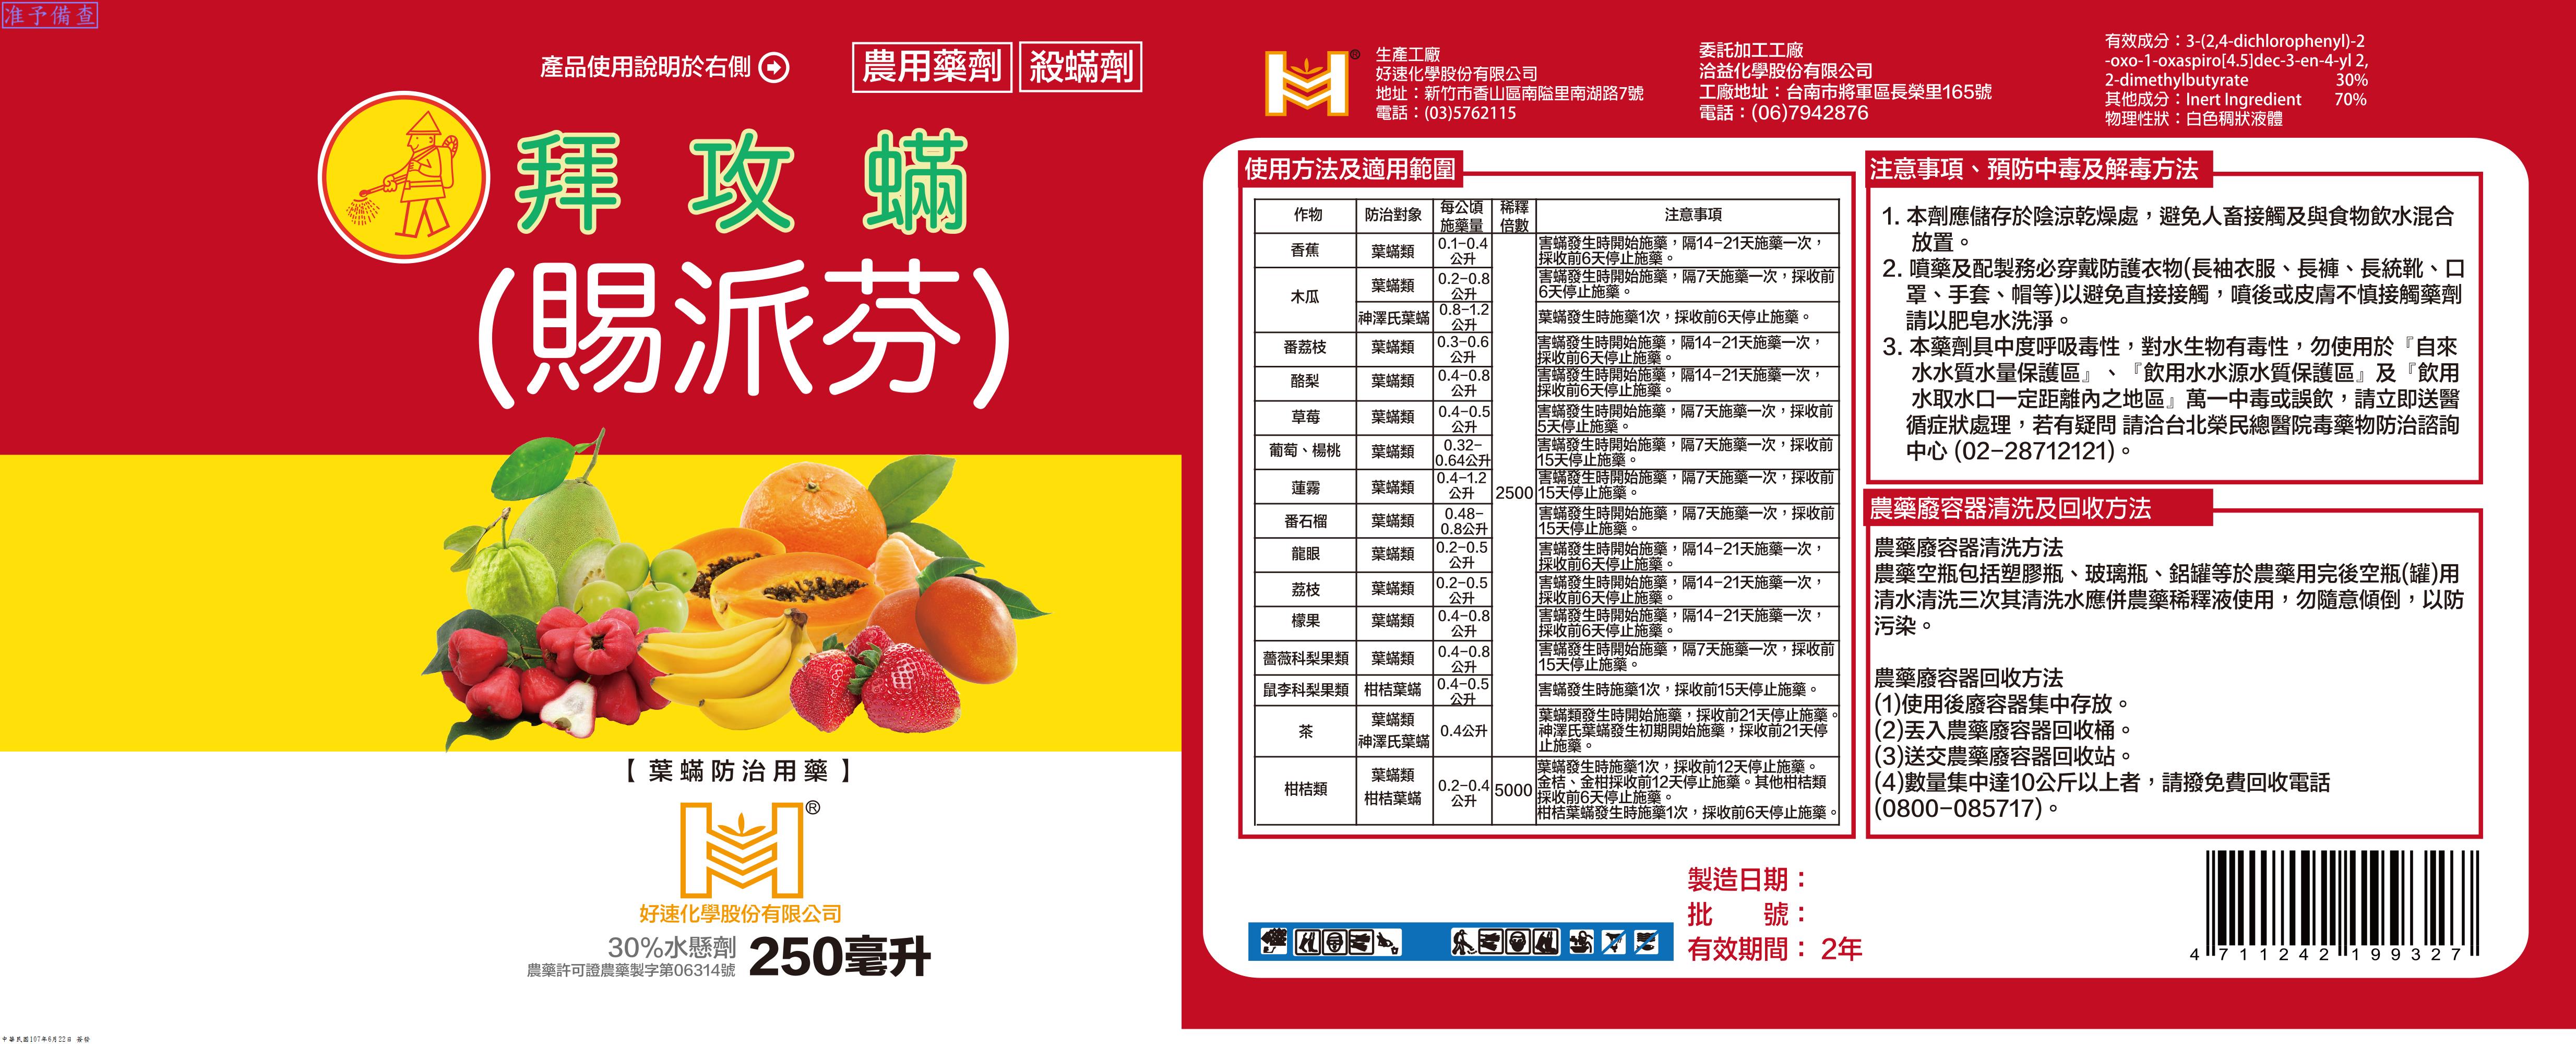 准予備查
產品使用說明於右側
農用藥劑 殺蟎劑
拜攻蟎
(賜派芬)
【葉蟎防治用藥】
®
好速化學股份有限公司
30%水懸劑
農藥許可證農藥製字第06314號
250毫升
中華民國107年6月22日 簽發
®
生產工廠
好速化學股份有限公司
地址：新竹市香山區南隘里南湖路7號
電話：(03)5762115
委託加工工廠
洽益化學股份有限公司
工廠地址：台南市將軍區長榮里165號
電話：(06)7942876
有效成分：3-(2,4-dichlorophenyl)-2
-oxo-1-oxaspiro[4.5]dec-3-en-4-yl 2,
2-dimethylbutyrate 30%
其他成分：Inert Ingredient 70%
物理性狀：白色稠狀液體
使用方法及適用範圍
作物 防治對象 每公頃施藥量 稀釋倍數 注意事項
香蕉 葉蟎類 0.1-0.4公升 害蟎發生時開始施藥，隔14-21天施藥一次，
採收前6天停止施藥。
木瓜 葉蟎類 0.2-0.8公升 害蟎發生時開始施藥，隔7天施藥一次，採收前
6天停止施藥。
神澤氏葉蟎 0.8-1.2公升 葉蟎發生時施藥1次，採收前6天停止施藥。
番荔枝 葉蟎類 0.3-0.6公升 害蟎發生時開始施藥，隔14-21天施藥一次，
採收前6天停止施藥。
酪梨 葉蟎類 0.4-0.8公升 害蟎發生時開始施藥，隔14-21天施藥一次，
採收前6天停止施藥。
草莓 葉蟎類 0.4-0.5公升 害蟎發生時開始施藥，隔7天施藥一次，採收前
5天停止施藥。
葡萄、楊桃 葉蟎類 0.32-0.64公升 害蟎發生時開始施藥，隔7天施藥一次，採收前
15天停止施藥。
蓮霧 葉蟎類 0.4-1.2公升 2500 害蟎發生時開始施藥，隔7天施藥一次，採收前
15天停止施藥。
番石榴 葉蟎類 0.48-0.8公升 害蟎發生時開始施藥，隔7天施藥一次，採收前
15天停止施藥。
龍眼 葉蟎類 0.2-0.5公升 害蟎發生時開始施藥，隔14-21天施藥一次，
採收前6天停止施藥。
荔枝 葉蟎類 0.2-0.5公升 害蟎發生時開始施藥，隔14-21天施藥一次，
採收前6天停止施藥。
檬果 葉蟎類 0.4-0.8公升 害蟎發生時開始施藥，隔14-21天施藥一次，
採收前6天停止施藥。
薔薇科梨果類 葉蟎類 0.4-0.8公升 害蟎發生時開始施藥，隔7天施藥一次，採收前
15天停止施藥。
鼠李科梨果類 柑桔葉蟎 0.4-0.5公升 害蟎發生時施藥1次，採收前15天停止施藥。
茶 葉蟎類 神澤氏葉蟎 0.4公升 葉蟎類發生時開始施藥，採收前21天停止施藥。
神澤氏葉蟎發生初期開始施藥，採收前21天停
止施藥。
柑桔類 葉蟎類 柑桔葉蟎 0.2-0.4公升 5000 葉蟎發生時施藥1次，採收前12天停止施藥。
金桔、金柑採收前12天停止施藥。其他柑桔類
採收前6天停止施藥。
柑桔葉蟎發生時施藥1次，採收前6天停止施藥。
注意事項、預防中毒及解毒方法
1. 本劑應儲存於陰涼乾燥處，避免人畜接觸及與食物飲水混合
放置。
2. 噴藥及配製務必穿戴防護衣物(長袖衣服、長褲、長統靴、口
罩、手套、帽等)以避免直接接觸，噴後或皮膚不慎接觸藥劑
請以肥皂水洗淨。
3. 本藥劑具中度呼吸毒性，對水生物有毒性，勿使用於『自來
水水質水量保護區』、『飲用水水源水質保護區』及『飲用
水取水口一定距離內之地區』萬一中毒或誤飲，請立即送醫
循症狀處理，若有疑問 請洽台北榮民總醫院毒藥物防治諮詢
中心 (02-28712121)。
農藥廢容器清洗及回收方法
農藥廢容器清洗方法
農藥空瓶包括塑膠瓶、玻璃瓶、鋁罐等於農藥用完後空瓶(罐)用
清水清洗三次其清洗水應併農藥稀釋液使用，勿隨意傾倒，以防
污染。
農藥廢容器回收方法
(1)使用後廢容器集中存放。
(2)丟入農藥廢容器回收桶。
(3)送交農藥廢容器回收站。
(4)數量集中達10公斤以上者，請撥免費回收電話
(0800-085717)。
製造日期：
批 號：
有效期間： 2年
4 711242 199327